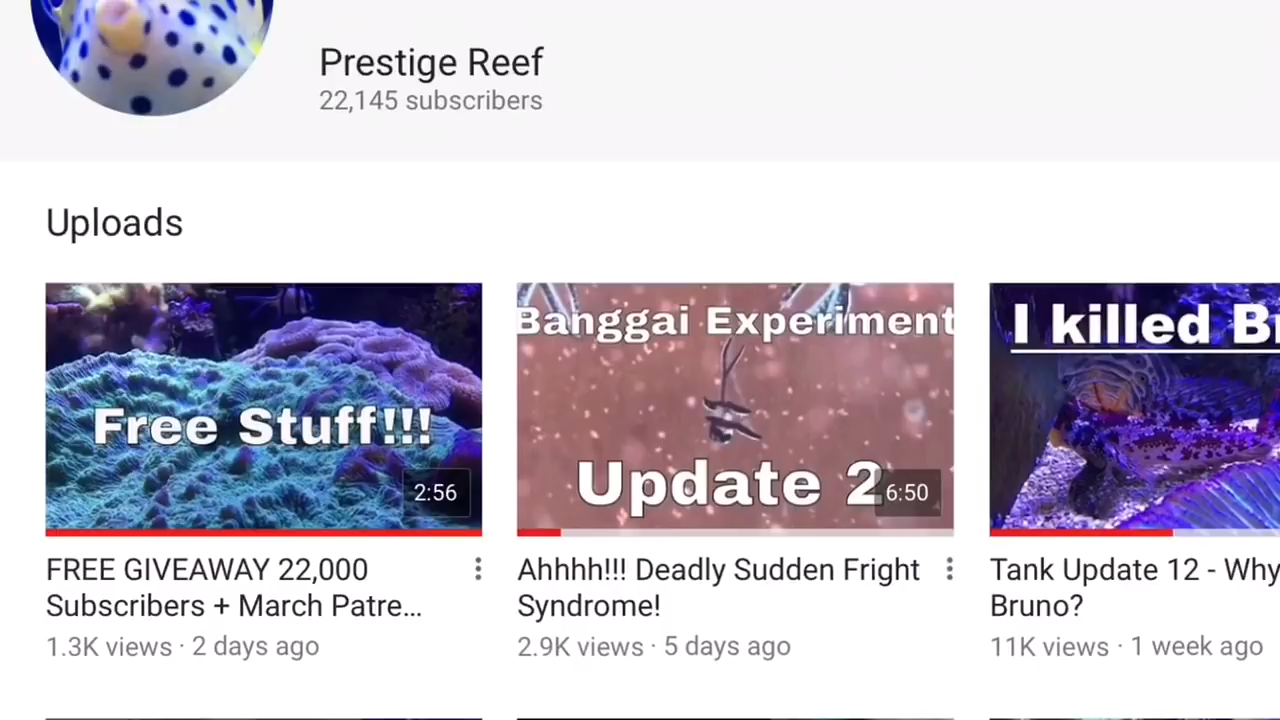 Prestige Reef
22,145 subscribers
Uploads
Free Stuff!!!
2:56
Banggai Experiment
Update 2
6:50
I killed B
FREE GIVEAWAY 22,000
Subscribers + March Patre...
1.3K views · 2 days ago
Ahhhh!!! Deadly Sudden Fright
Syndrome!
2.9K views · 5 days ago
Tank Update 12 - Why
Bruno?
11K views · 1 week ago